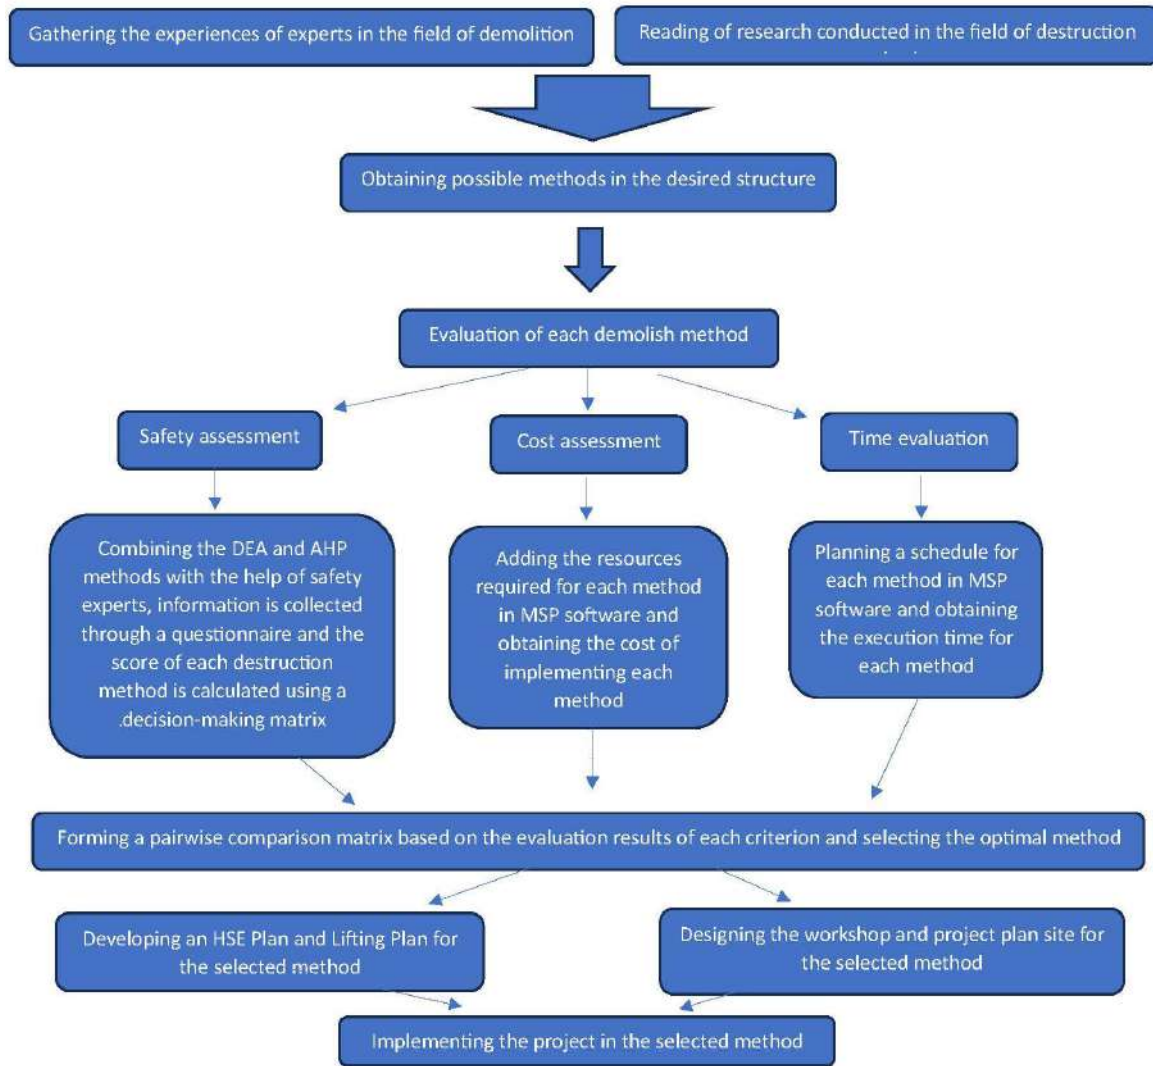 Gathering the experiences of experts in the field of demolition
Reading of research conducted in the field of destruction
Obtaining possible methods in the desired structure
Evaluation of each demolish method
Safety assessment
Cost assessment
Time evaluation
Combining the DEA and AHP
methods with the help of safety
experts, information is collected
through a questionnaire and the
score of each destruction
method is calculated using a
.decision-making matrix
Adding the resources
required for each method
in MSP software and
obtaining the cost of
implementing each
method
Planning a schedule for
each method in MSP
software and obtaining
the execution time for
each method
Forming a pairwise comparison matrix based on the evaluation results of each criterion and selecting the optimal method
Developing an HSE Plan and Lifting Plan for
the selected method
Designing the workshop and project plan site for
the selected method
Implementing the project in the selected method